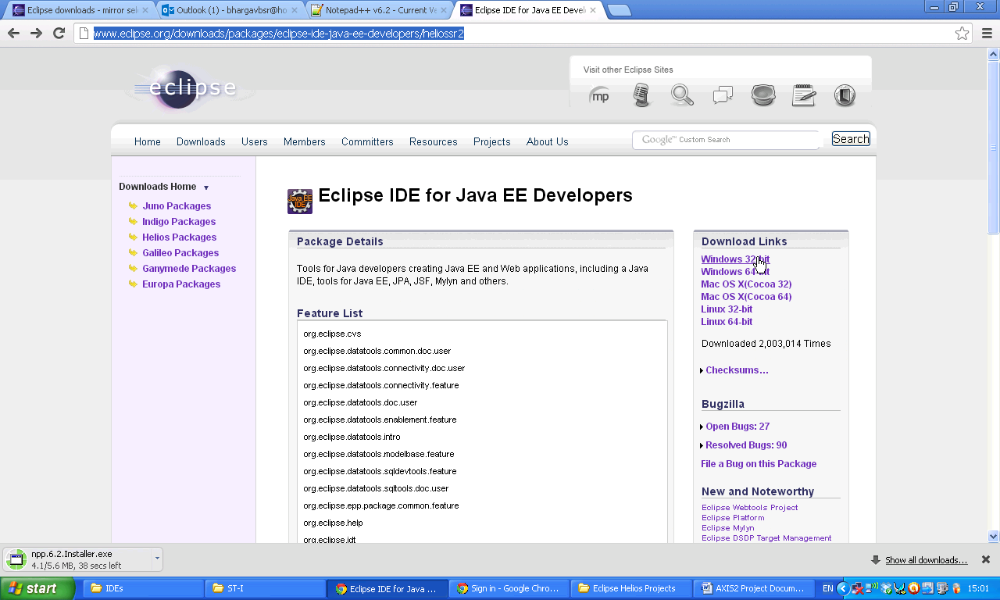 Eclipse downloads - mirror sele
Outlook (1) - bhargavbsr@ho
Notepad++ v6.2 - Current Ve
Eclipse IDE for Java EE Devel
www.eclipse.org/downloads/packages/eclipse-ide-java-ee-developers/heliossr2
eclipse
Visit other Eclipse Sites
mp
Home Downloads Users Members Committers Resources Projects About Us
Google™ Custom Search
Search
Downloads Home
Juno Packages
Indigo Packages
Helios Packages
Galileo Packages
Ganymede Packages
Europa Packages
Java EE
IDE
Eclipse IDE for Java EE Developers
Package Details
Tools for Java developers creating Java EE and Web applications, including a Java
IDE, tools for Java EE, JPA, JSF, Mylyn and others.
Feature List
org.eclipse.cvs
org.eclipse.datatools.common.doc.user
org.eclipse.datatools.connectivity.doc.user
org.eclipse.datatools.connectivity.feature
org.eclipse.datatools.doc.user
org.eclipse.datatools.enablement.feature
org.eclipse.datatools.intro
org.eclipse.datatools.modelbase.feature
org.eclipse.datatools.sqldevtools.feature
org.eclipse.datatools.sqltools.doc.user
org.eclipse.epp.package.common.feature
org.eclipse.help
org.eclipse.jdt
Download Links
Windows 32-bit
Windows 64-bit
Mac OS X(Cocoa 32)
Mac OS X(Cocoa 64)
Linux 32-bit
Linux 64-bit
Downloaded 2,003,014 Times
Checksums...
Bugzilla
Open Bugs: 27
Resolved Bugs: 90
File a Bug on this Package
New and Noteworthy
Eclipse Webtools Project
Eclipse Platform
Eclipse Mylyn
Eclipse DSDP Target Management
npp.6.2.Installer.exe
4.1/5.6 MB, 38 secs left
Show all downloads...
start
IDEs
ST-I
Eclipse IDE for Java ...
Sign in - Google Chro...
Eclipse Helios Projects
AXIS2 Project Docum...
EN
15:01